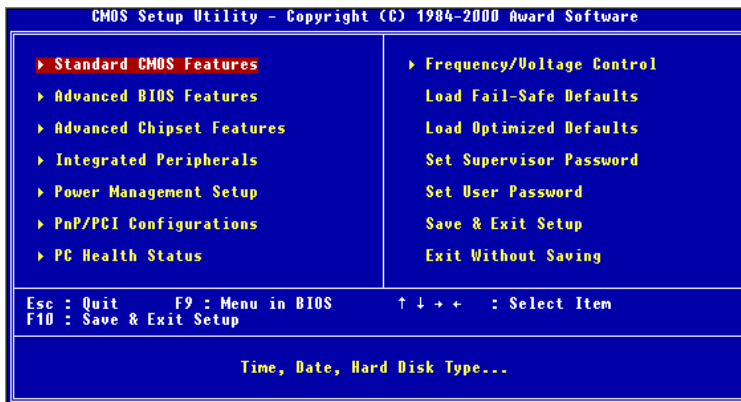 CMOS Setup Utility - Copyright (C) 1984-2000 Award Software
▸ Standard CMOS Features
▸ Advanced BIOS Features
▸ Advanced Chipset Features
▸ Integrated Peripherals
▸ Power Management Setup
▸ PnP/PCI Configurations
▸ PC Health Status
▸ Frequency/Voltage Control
Load Fail-Safe Defaults
Load Optimized Defaults
Set Supervisor Password
Set User Password
Save & Exit Setup
Exit Without Saving
Esc : Quit F9 : Menu in BIOS ↑ ↓ → ← : Select Item
F10 : Save & Exit Setup
Time, Date, Hard Disk Type...